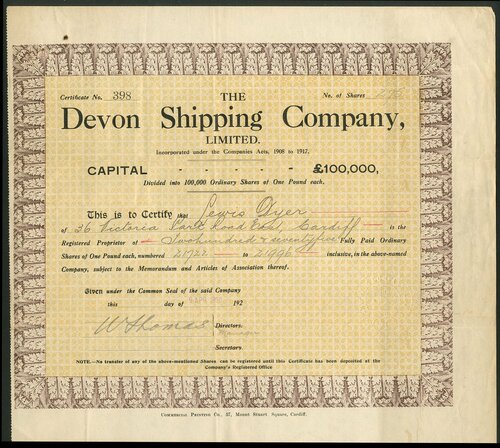 Certificate No. 398
THE
No. of Shares 275
Devon Shipping Company,
LIMITED.
Incorporated under the Companies Acts, 1908 to 1917.
CAPITAL - - - - - £100,000,
Divided into 100,000 Ordinary Shares of One Pound each.
This is to Certify that Lewis Dyer
of 36 Victoria Park Road East, Cardiff is the
Registered Proprietor of Two hundred & seventy five Fully Paid Ordinary
Shares of One Pound each, numbered 21722 to 21996 inclusive, in the above-named
Company, subject to the Memorandum and Articles of Association thereof.
Given under the Common Seal of the said Company
this day of 192
W Thomas
Directors.
Secretary.
NOTE.—No transfer of any of the above-mentioned Shares can be registered until this Certificate has been deposited at the
Company's Registered Office
Commercial Printing Co., 37, Mount Stuart Square, Cardiff.